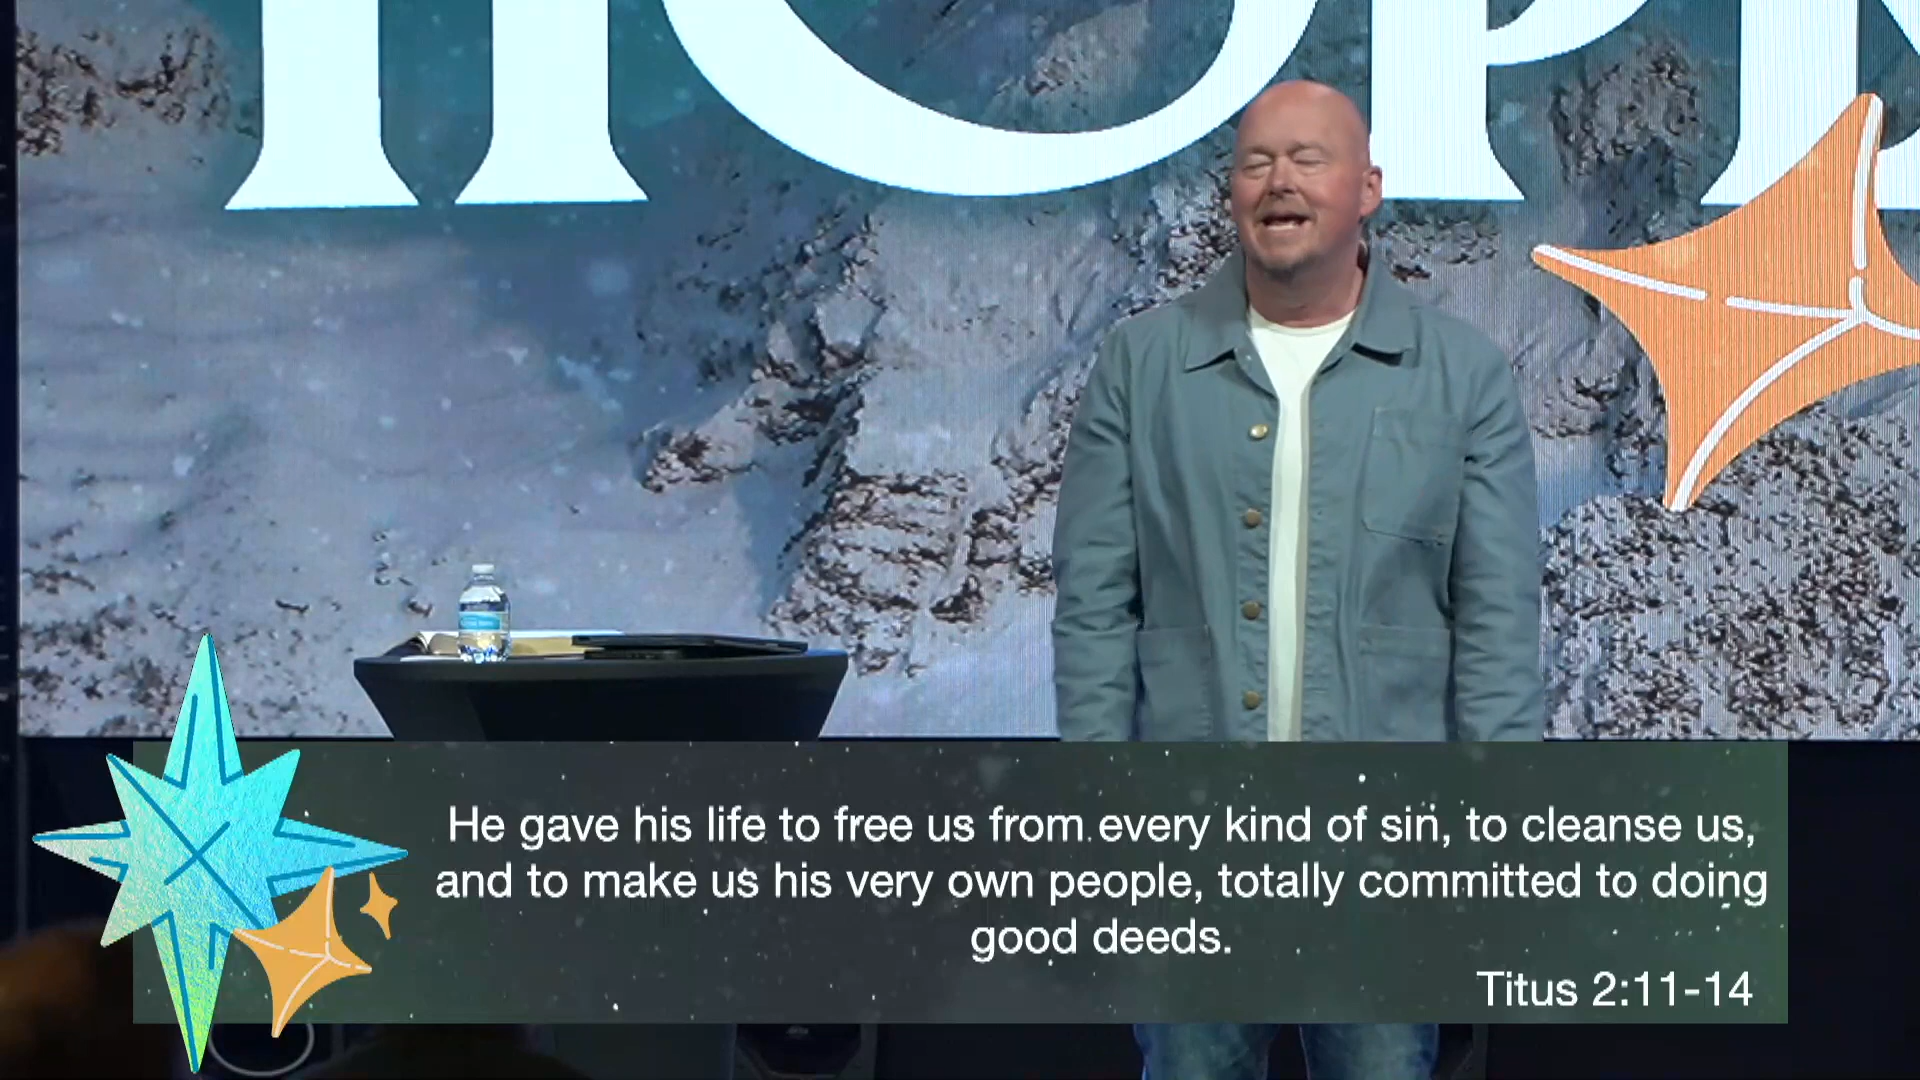 HOPE
He gave his life to free us from every kind of sin, to cleanse us,
and to make us his very own people, totally committed to doing
good deeds.
Titus 2:11-14